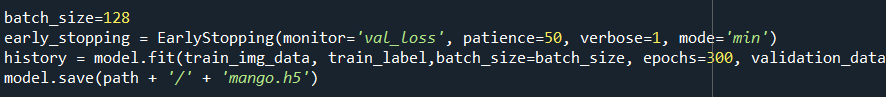 batch_size=128
early_stopping = EarlyStopping(monitor='val_loss', patience=50, verbose=1, mode='min')
history = model.fit(train_img_data, train_label,batch_size=batch_size, epochs=300, validation_data
model.save(path + '/' + 'mango.h5')